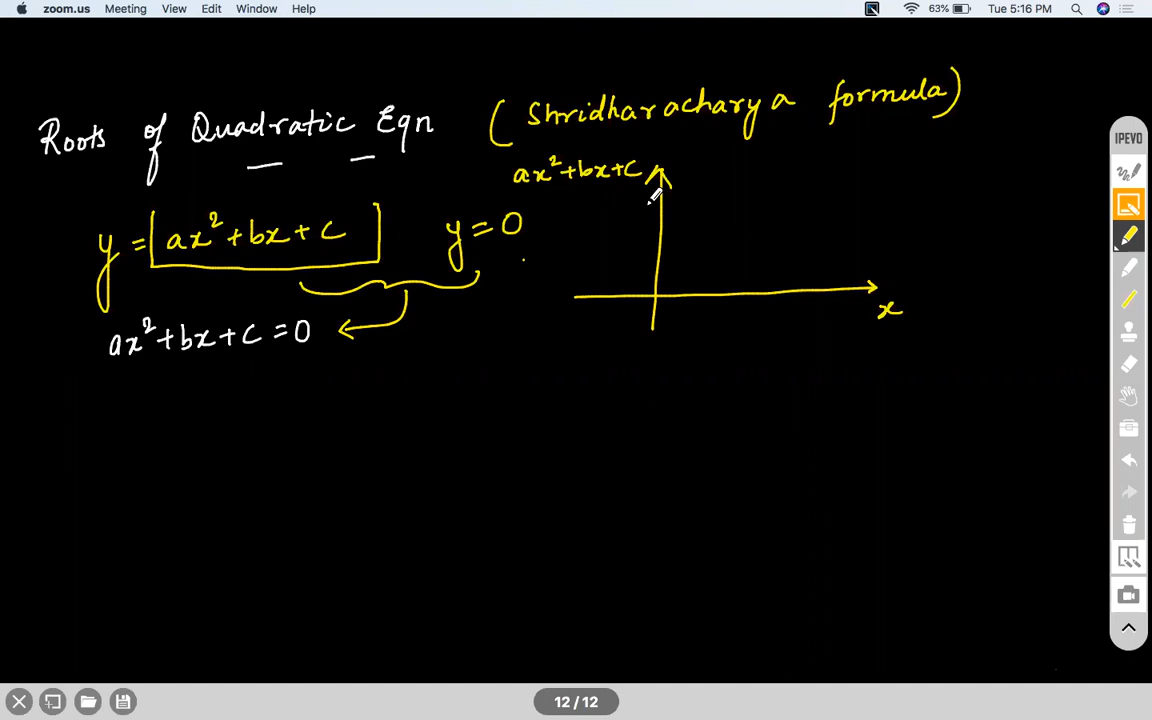 zoom.us Meeting View Edit Window Help 63% Tue 5:16 PM
Roots of Quadratic Eqn (Shridharacharya formula)
IPEVO
ax²+bx+c
y = [ax²+bx+c] y=0
x
ax²+bx+c=0
12/12